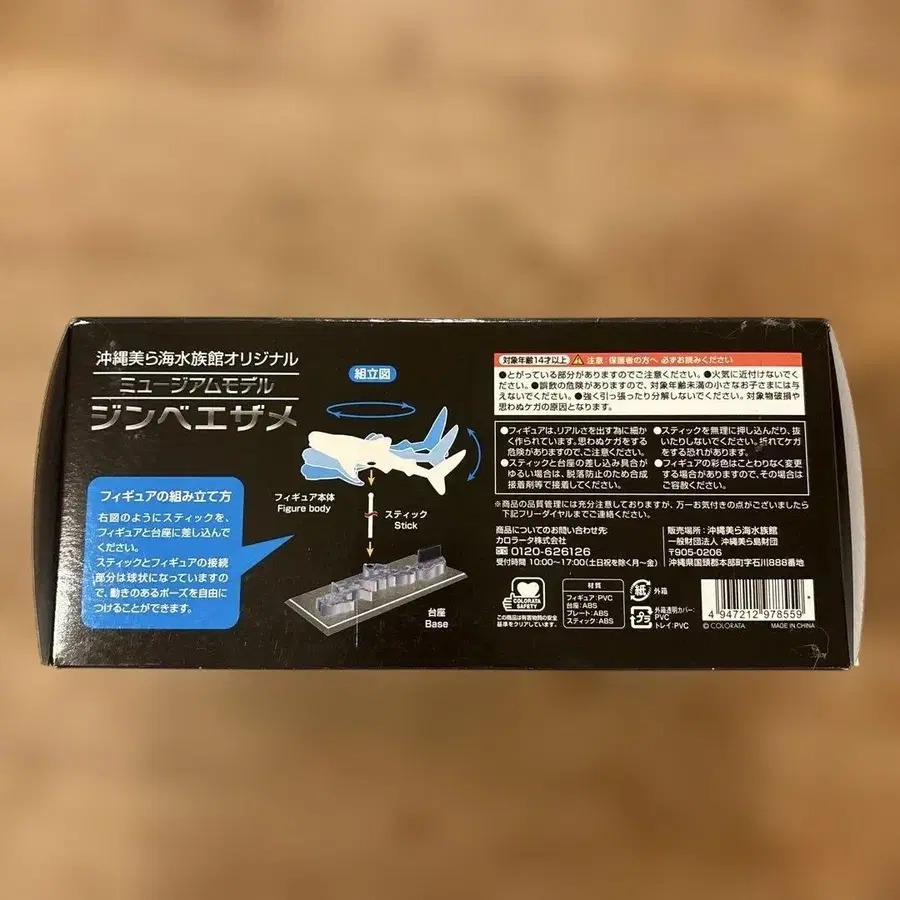 沖縄美ら海水族館オリジナル
ミュージアムモデル
ジンベエザメ
フィギュアの組み立て方
右図のようにスティックを、
フィギュアと台座に差し込んで
ください。
スティックとフィギュアの接続
部分は球状になっていますの
で、動きのあるポーズを自由に
つけることができます。
組立図
フィギュア本体
Figure body
スティック
Stick
台座
Base
対象年齢14才以上 注意:保護者の方へ 必ずお読みください
●とがっている部分がありますのでご注意ください。●火気に近付けないでく
ださい。●誤飲の危険がありますので、対象年齢未満の小さなお子さまには与
えないでください。●強く引っ張ったり分解しないでください。対象物破損や
思わぬケガの原因となります。
●フィギュアは、リアルさを出す為に細か
く作られています。思わぬケガをする
危険がありますので、ご注意ください。
●スティックと台座の差し込み具合が
ゆるい場合は、脱落防止のため合成
接着剤等で接着してください。
●スティックを無理に押し込んだり、抜
いたりしないでください。折れてケガ
をする恐れがあります。
●フィギュアの彩色はことわりなく変更
する場合がありますので、その場合は
ご容赦ください。
※商品の品質管理には充分注意しておりますが、万一お気付きの点がございましたら
下記フリーダイヤルまでご連絡ください。
商品についてのお問い合わせ先
カロラータ株式会社
0120-626126
受付時間 10:00〜17:00(土日祝を除く月〜金)
販売場所:沖縄美ら海水族館
一般財団法人 沖縄美ら島財団
〒905-0206
沖縄県国頭郡本部町字石川888番地
COLORATA
SAFETY
この商品は有害物質の安全
基準をクリアしています。
材質
フィギュア:PVC
台座:ABS
プレート:ABS
スティック:ABS
紙
外箱
プラ
外箱透明カバー:
PVC
トレイ:PVC
4 947212 978559
© COLORATA MADE IN CHINA